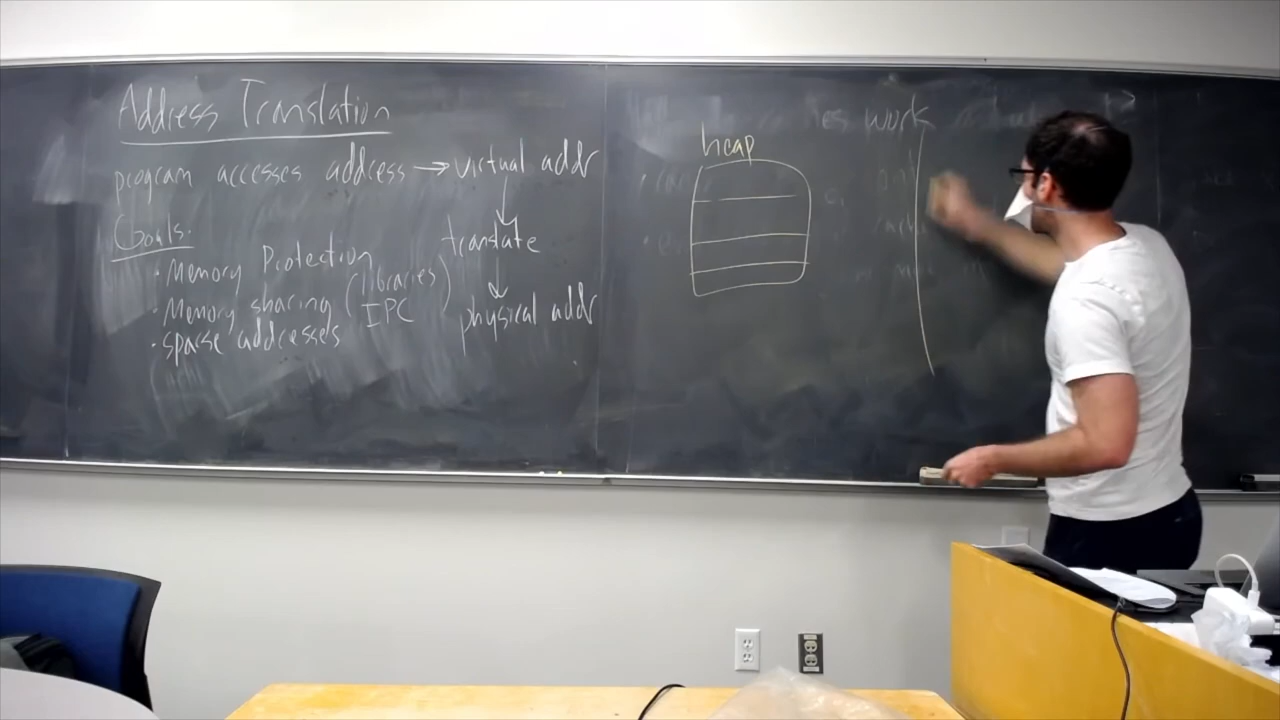 Address Translation
program accesses address → virtual addr
translate
physical addr
Goals:
· Memory Protection
· Memory sharing (libraries
IPC)
· sparse addresses
heap
work